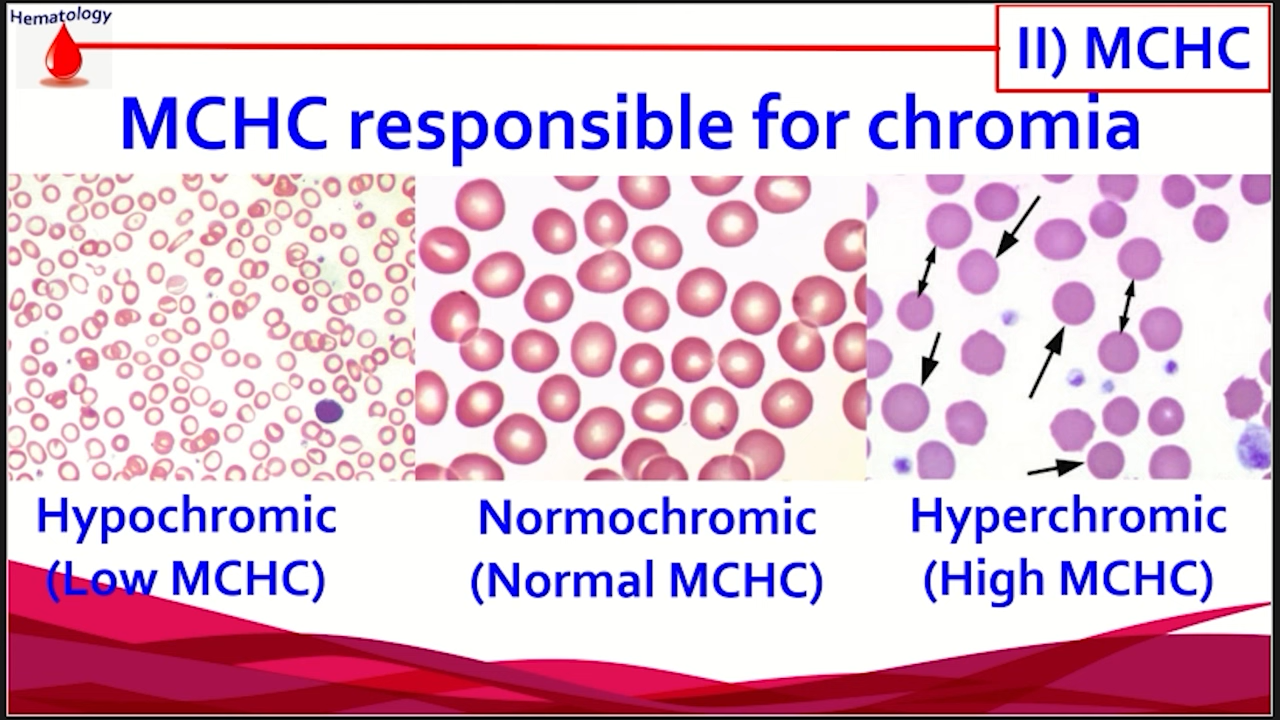 Hematology
II) MCHC
MCHC responsible for chromia
Hypochromic
(Low MCHC)
Normochromic
(Normal MCHC)
Hyperchromic
(High MCHC)